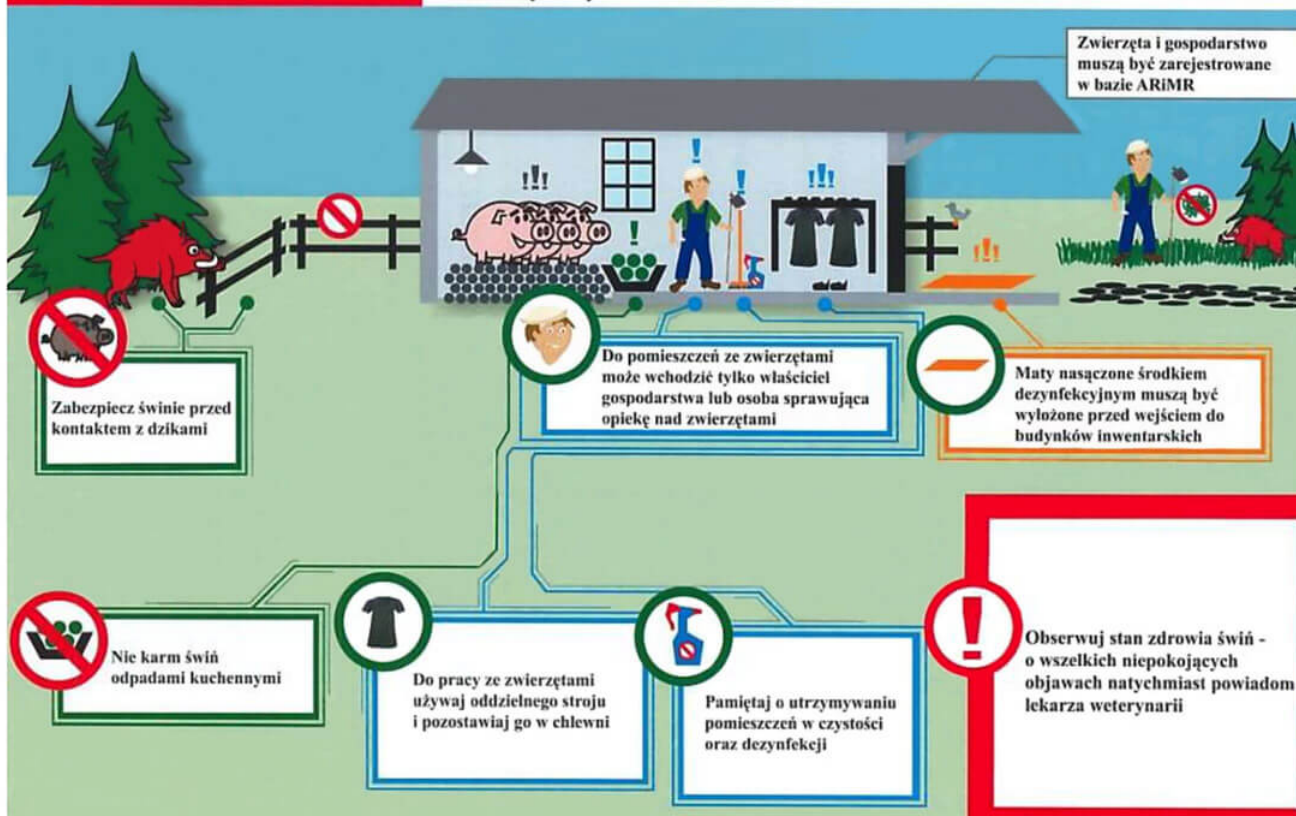 Zwierzęta i gospodarstwo
muszą być zarejestrowane
w bazie ARiMR
Zabezpiecz świnie przed
kontaktem z dzikami
Do pomieszczeń ze zwierzętami
może wchodzić tylko właściciel
gospodarstwa lub osoba sprawująca
opiekę nad zwierzętami
Maty nasączone środkiem
dezynfekcyjnym muszą być
wyłożone przed wejściem do
budynków inwentarskich
Nie karm świń
odpadami kuchennymi
Do pracy ze zwierzętami
używaj oddzielnego stroju
i pozostawiaj go w chlewni
Pamiętaj o utrzymywaniu
pomieszczeń w czystości
oraz dezynfekcji
Obserwuj stan zdrowia świń -
o wszelkich niepokojących
objawach natychmiast powiadom
lekarza weterynarii